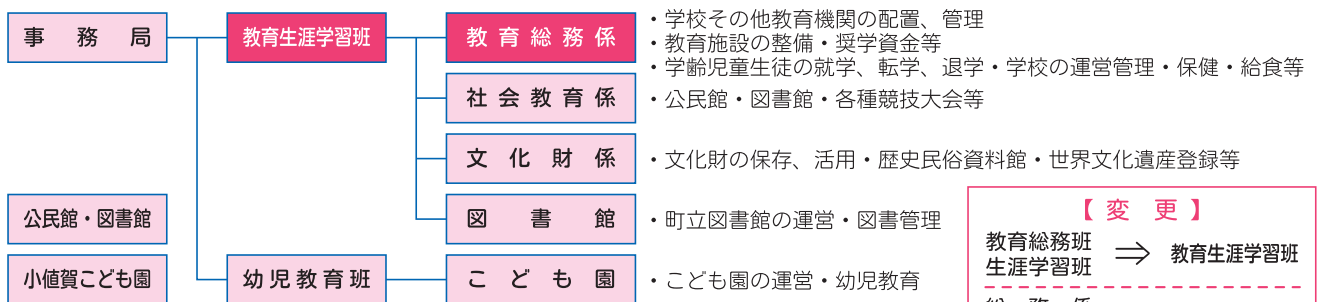 事務局
教育生涯学習班
教育総務係
・学校その他教育機関の配置、管理
・教育施設の整備・奨学資金等
・学齢児童生徒の就学、転学、退学・学校の運営管理・保健・給食等
社会教育係
・公民館・図書館・各種競技大会等
文化財係
・文化財の保存、活用・歴史民俗資料館・世界文化遺産登録等
公民館・図書館
図書館
・町立図書館の運営・図書管理
小値賀こども園
幼児教育班
こども園
・こども園の運営・幼児教育
【変更】
教育総務班
生涯学習班
⇒
教育生涯学習班